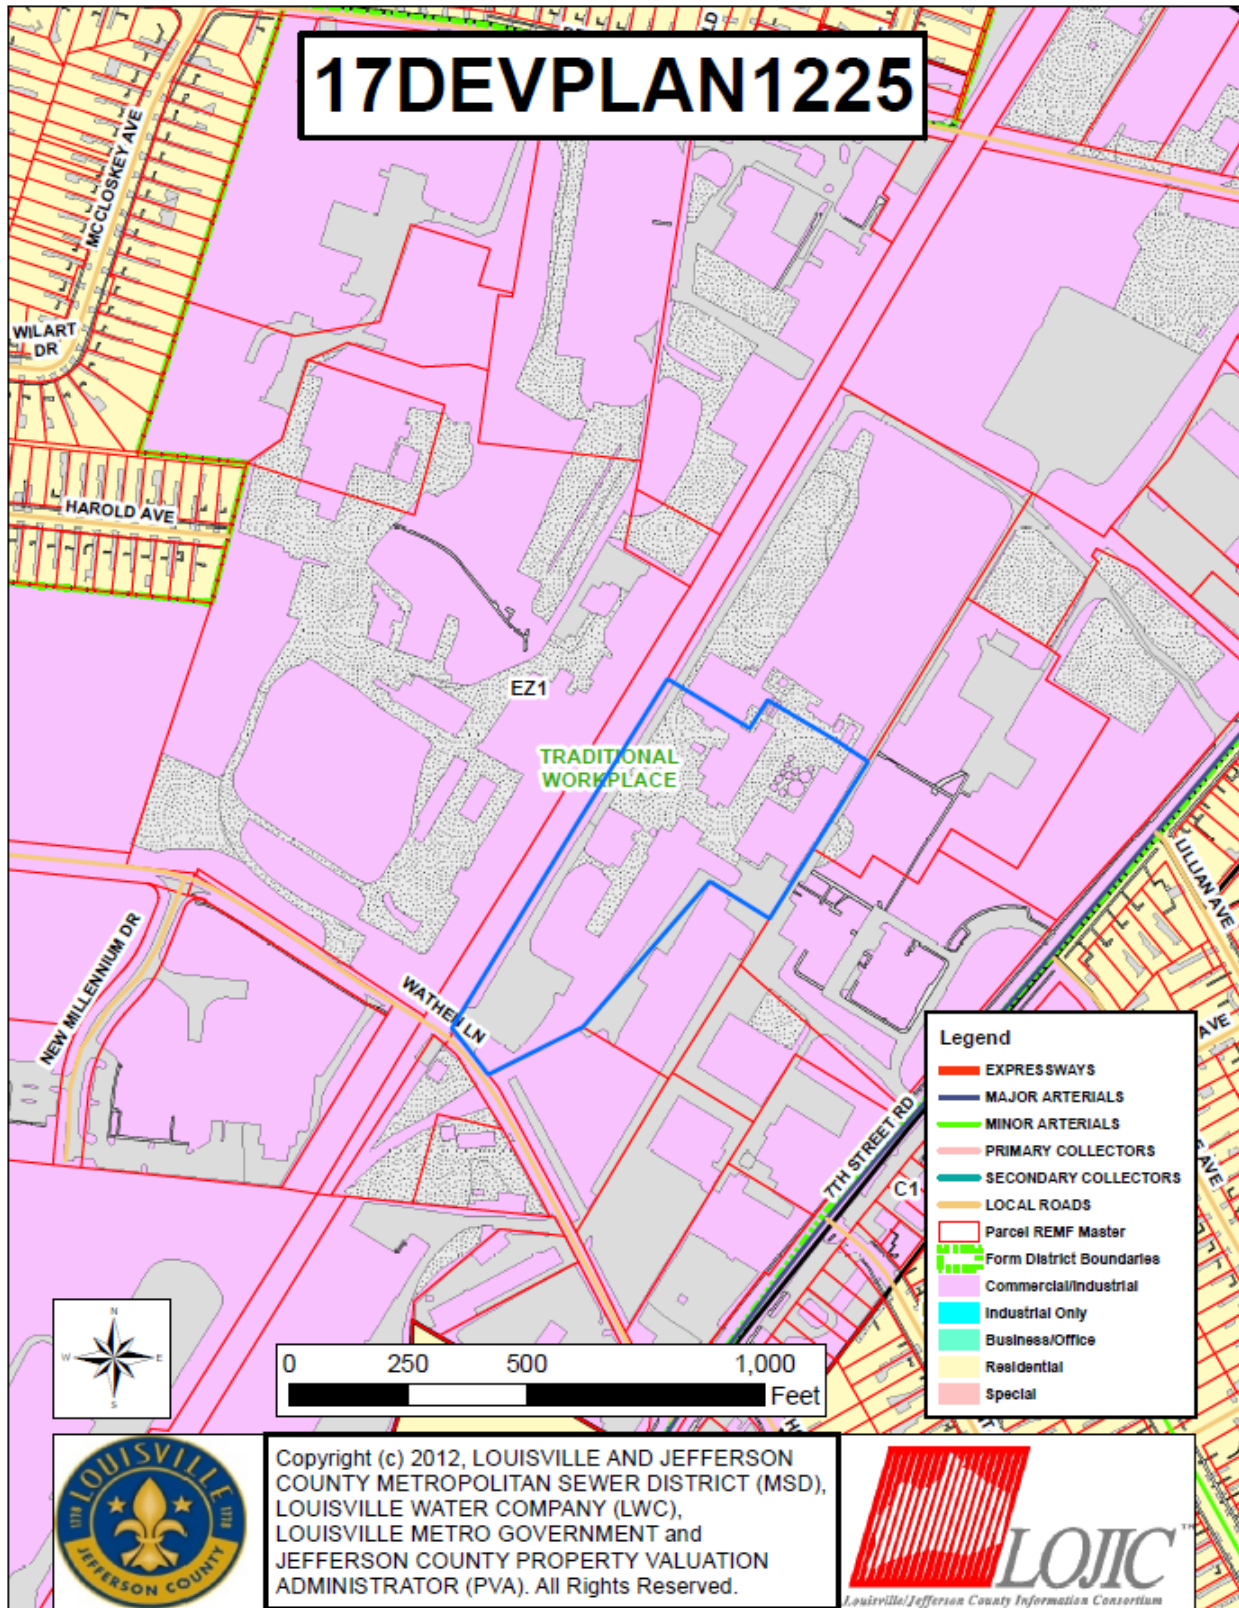 17DEVPLAN1225
MCCLOSKEY AVE
WILART
DR
HAROLD AVE
EZ1
TRADITIONAL
WORKPLACE
NEW MILLENNIUM DR
WATHEN LN
7TH STREET RD
C1
LILLIAN AVE
AVE
Legend
EXPRESSWAYS
MAJOR ARTERIALS
MINOR ARTERIALS
PRIMARY COLLECTORS
SECONDARY COLLECTORS
LOCAL ROADS
Parcel REMF Master
Form District Boundaries
Commercial/Industrial
Industrial Only
Business/Office
Residential
Special
N
W E
S
0 250 500 1,000
Feet
LOUISVILLE
1778 1778
JEFFERSON COUNTY
Copyright (c) 2012, LOUISVILLE AND JEFFERSON
COUNTY METROPOLITAN SEWER DISTRICT (MSD),
LOUISVILLE WATER COMPANY (LWC),
LOUISVILLE METRO GOVERNMENT and
JEFFERSON COUNTY PROPERTY VALUATION
ADMINISTRATOR (PVA). All Rights Reserved.
LOJIC™
Louisville/Jefferson County Information Consortium